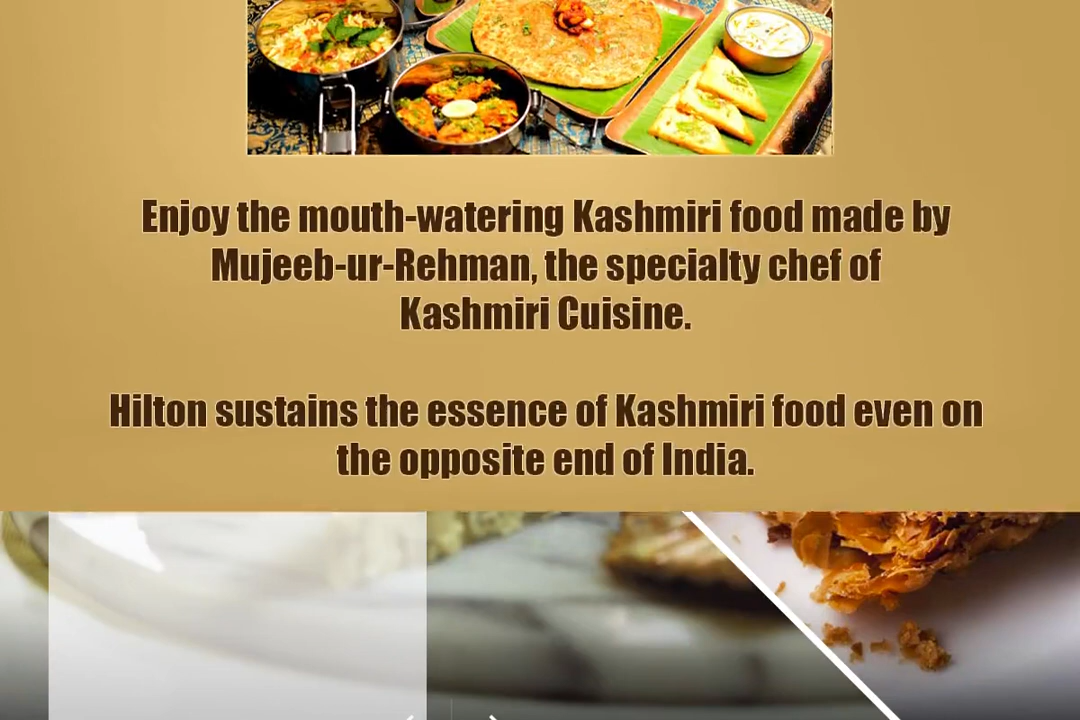 Enjoy the mouth-watering Kashmiri food made by
Mujeeb-ur-Rehman, the specialty chef of
Kashmiri Cuisine.
Hilton sustains the essence of Kashmiri food even on
the opposite end of India.